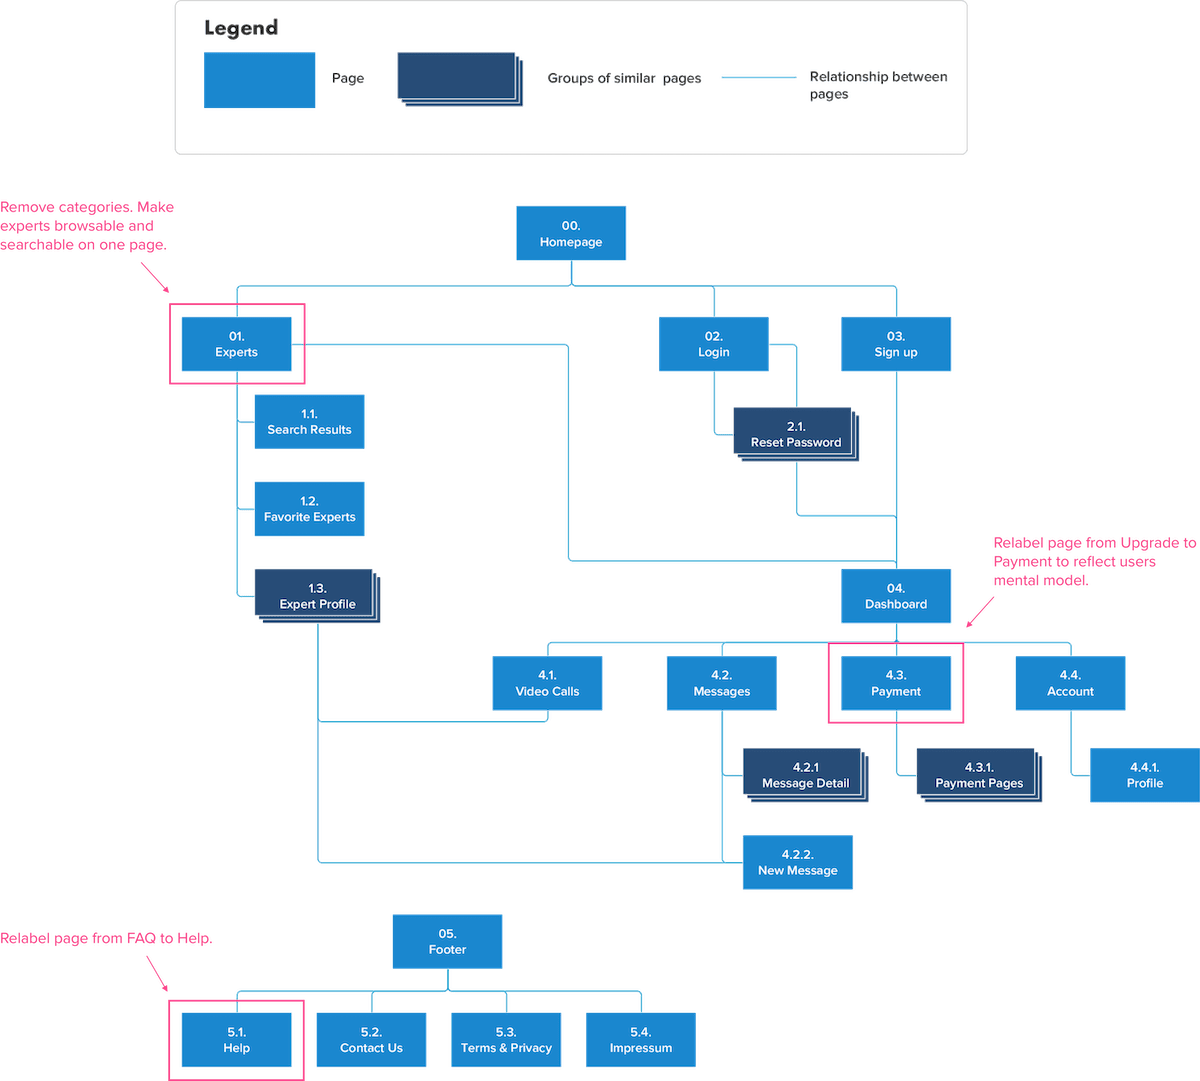 Legend
Page
Groups of similar pages
Relationship between
pages
Remove categories. Make
experts browsable and
searchable on one page.
00.
Homepage
01.
Experts
02.
Login
03.
Sign up
1.1.
Search Results
2.1.
Reset Password
1.2.
Favorite Experts
Relabel page from Upgrade to
Payment to reflect users
mental model.
1.3.
Expert Profile
04.
Dashboard
4.1.
Video Calls
4.2.
Messages
4.3.
Payment
4.4.
Account
4.2.1
Message Detail
4.3.1.
Payment Pages
4.4.1.
Profile
4.2.2.
New Message
Relabel page from FAQ to Help.
05.
Footer
5.1.
Help
5.2.
Contact Us
5.3.
Terms & Privacy
5.4.
Impressum